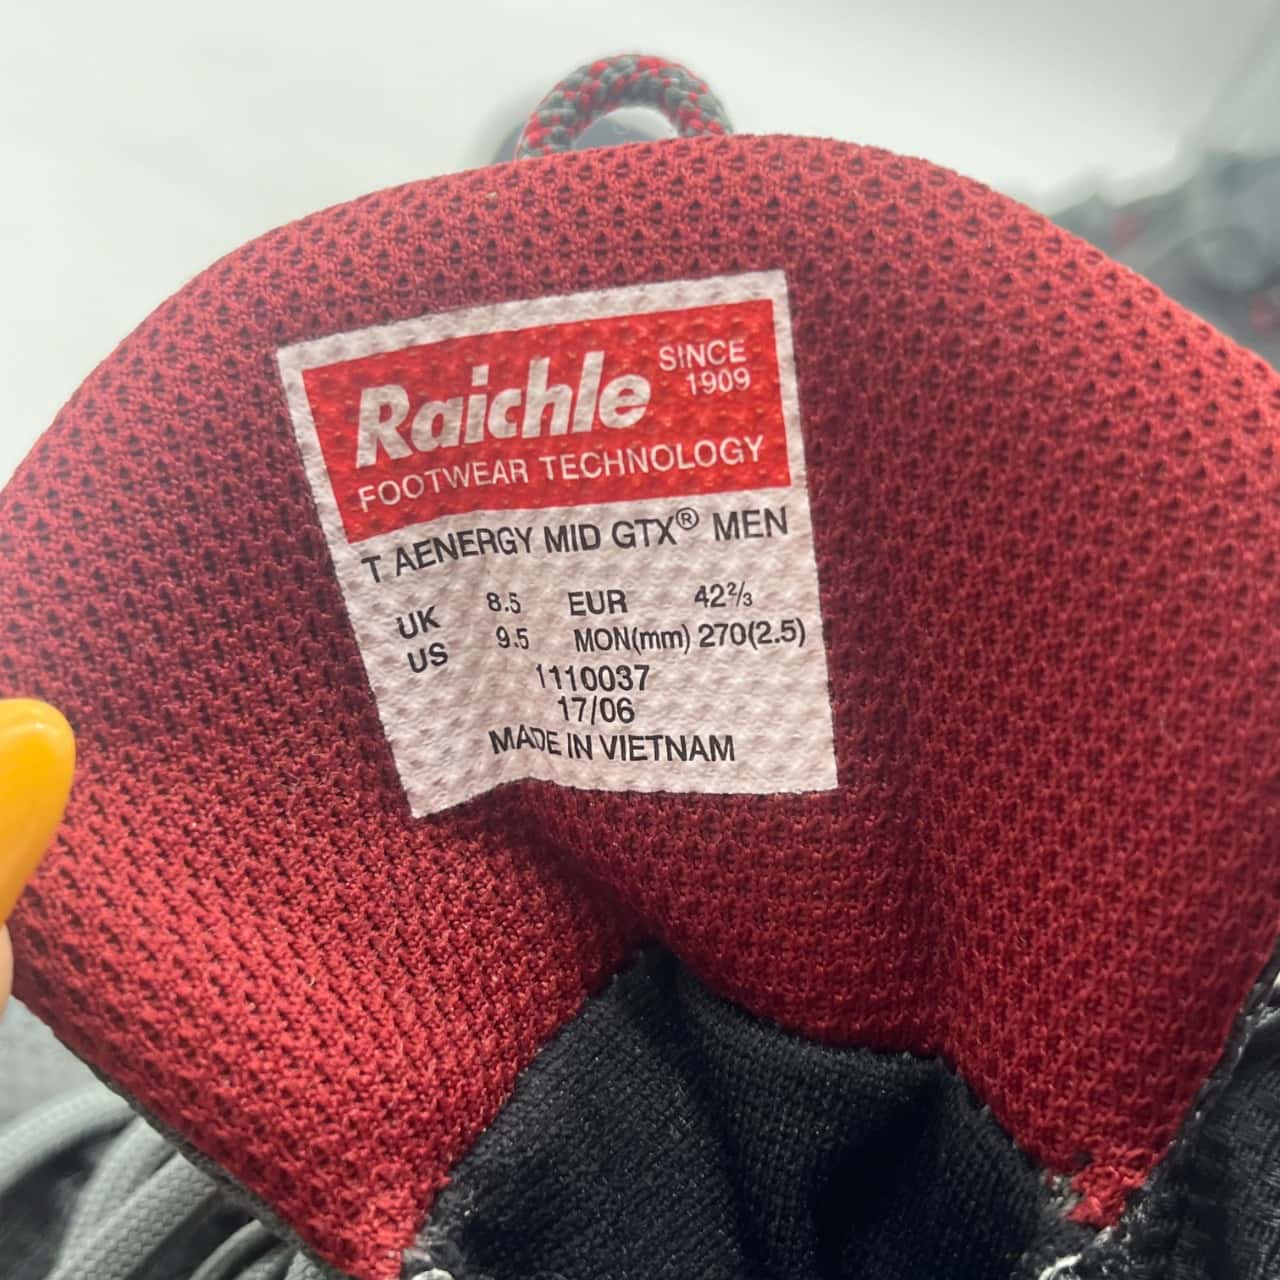 Raichle SINCE 1909
FOOTWEAR TECHNOLOGY
T AENERGY MID GTX® MEN
UK 8.5 EUR 42⅔
US 9.5 MON(mm) 270(2.5)
1110037
17/06
MADE IN VIETNAM